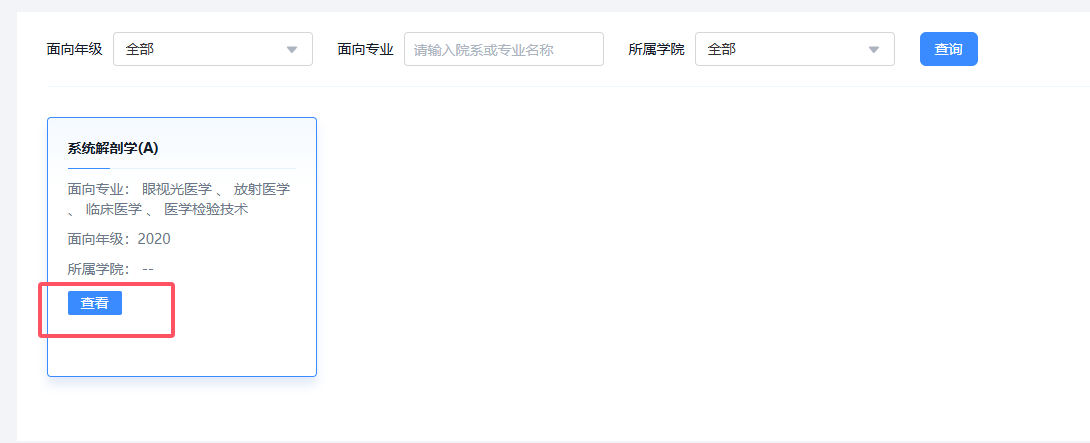 面向年级 全部 面向专业 请输入院系或专业名称 所属学院 全部 查询
系统解剖学(A)
面向专业： 眼视光医学 、 放射医学
、 临床医学 、 医学检验技术
面向年级：2020
所属学院： --
查看